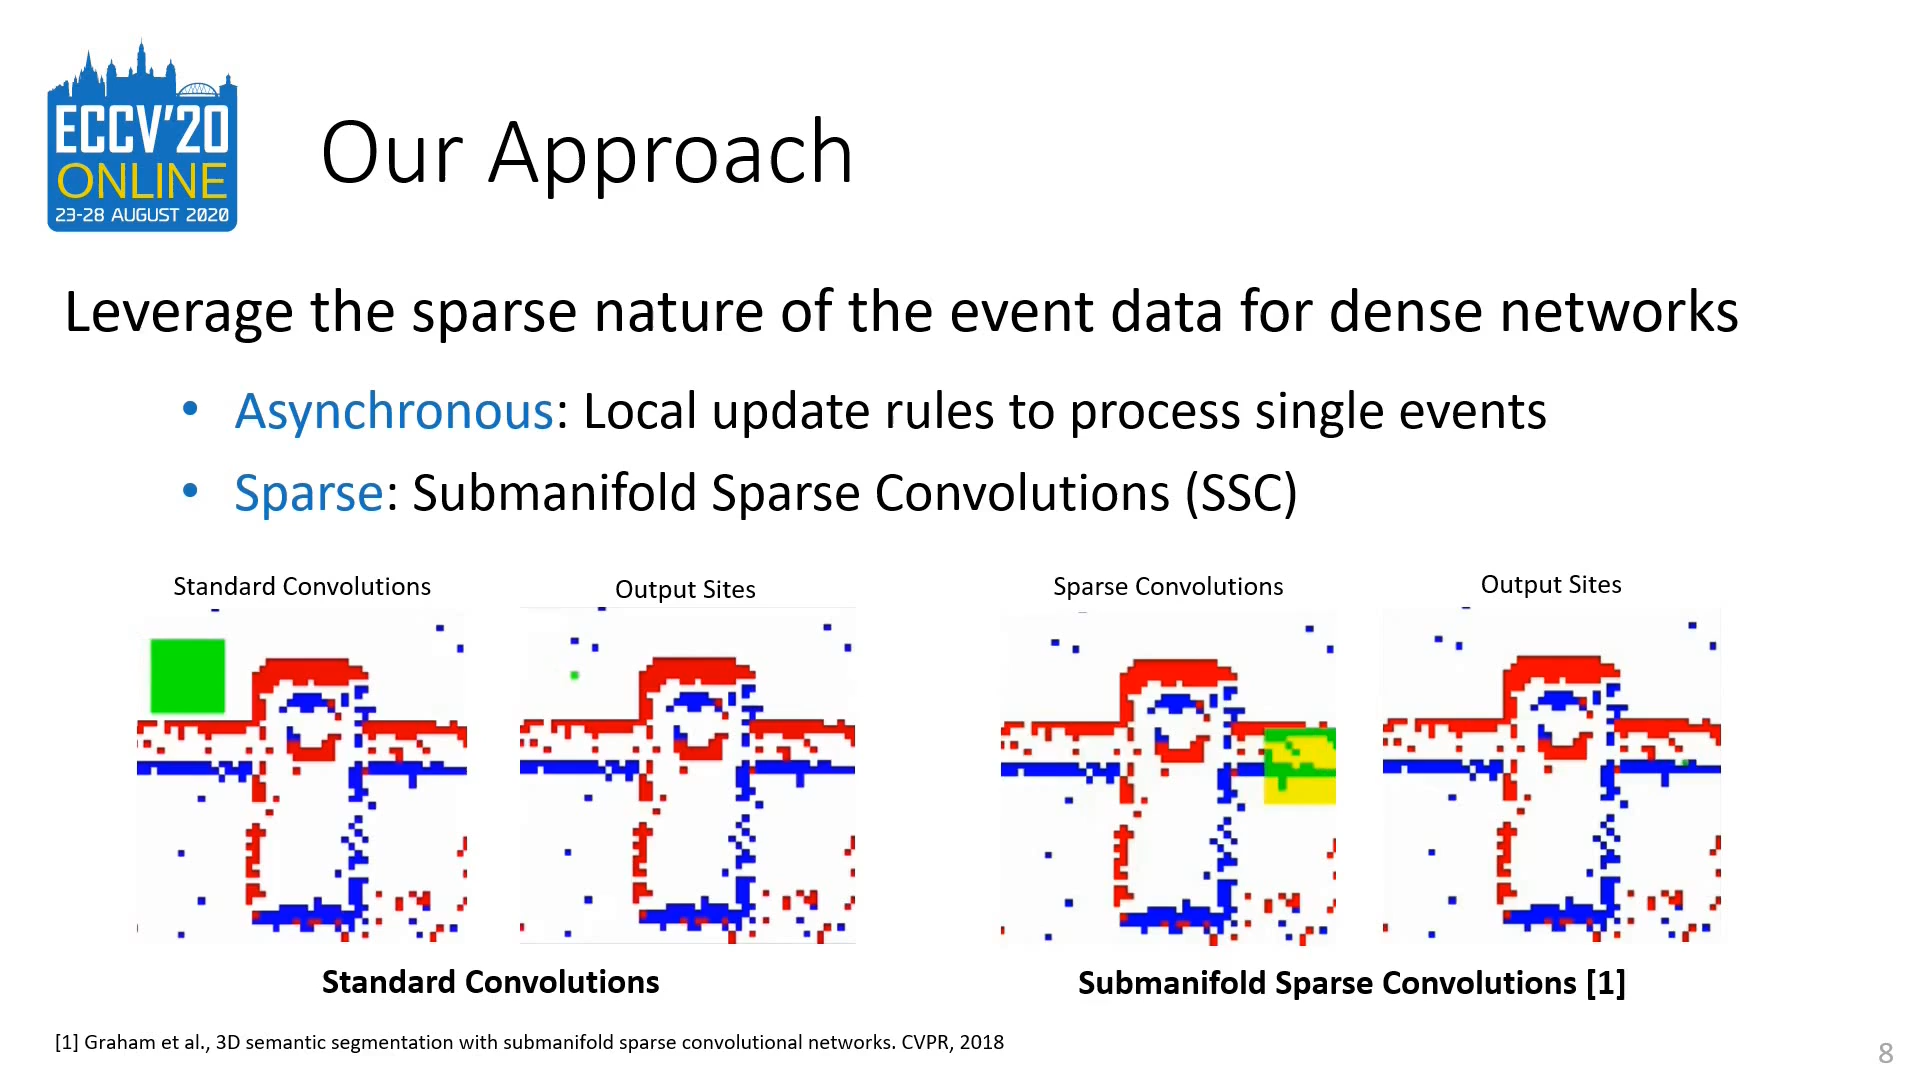 ECCV'20
ONLINE
23-28 AUGUST 2020
Our Approach
Leverage the sparse nature of the event data for dense networks
• Asynchronous: Local update rules to process single events
• Sparse: Submanifold Sparse Convolutions (SSC)
Standard Convolutions
Output Sites
Sparse Convolutions
Output Sites
Standard Convolutions
Submanifold Sparse Convolutions [1]
[1] Graham et al., 3D semantic segmentation with submanifold sparse convolutional networks. CVPR, 2018
8